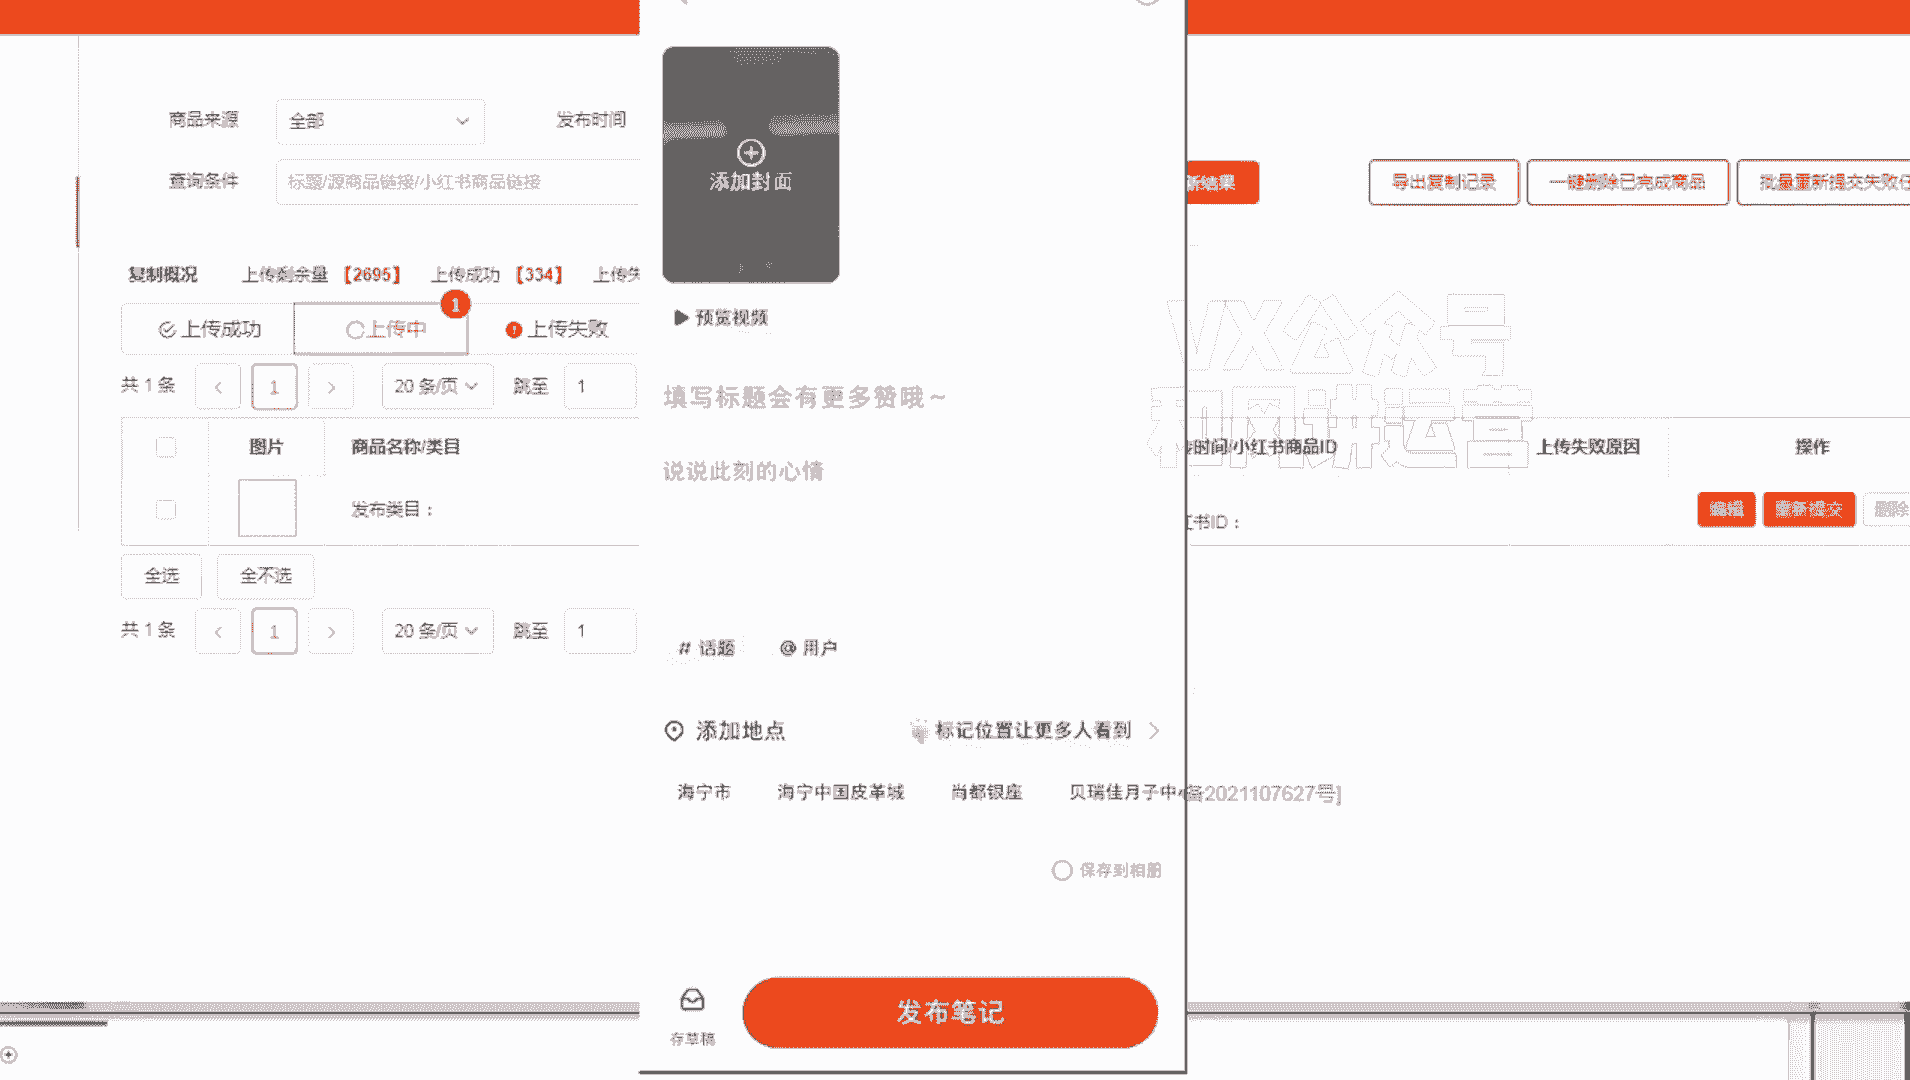 商品来源 全部 发布时间
查询条件 标题/源商品链接/小红书商品链接
新结果 导出复制记录 一键删除已完成商品 批量重新提交失败
复制概况 上传剩余量【2695】 上传成功【334】 上传失
上传成功 上传中 1 上传失败
共 1 条 1 20 条/页 跳至 1
图片 商品名称/类目
时间/小红书商品ID 上传失败原因 操作
发布类目：
书ID： 编辑 重新提交 删除
全选 全不选
共 1 条 1 20 条/页 跳至 1
添加封面
预览视频
填写标题会有更多赞哦~
说说此刻的心情
# 话题 @ 用户
添加地点 标记位置让更多人看到
海宁市 海宁中国皮革城 尚都银座 贝瑞佳月子中
备2021107627号]
保存到相册
存草稿 发布笔记
VX公众号
和风讲运营